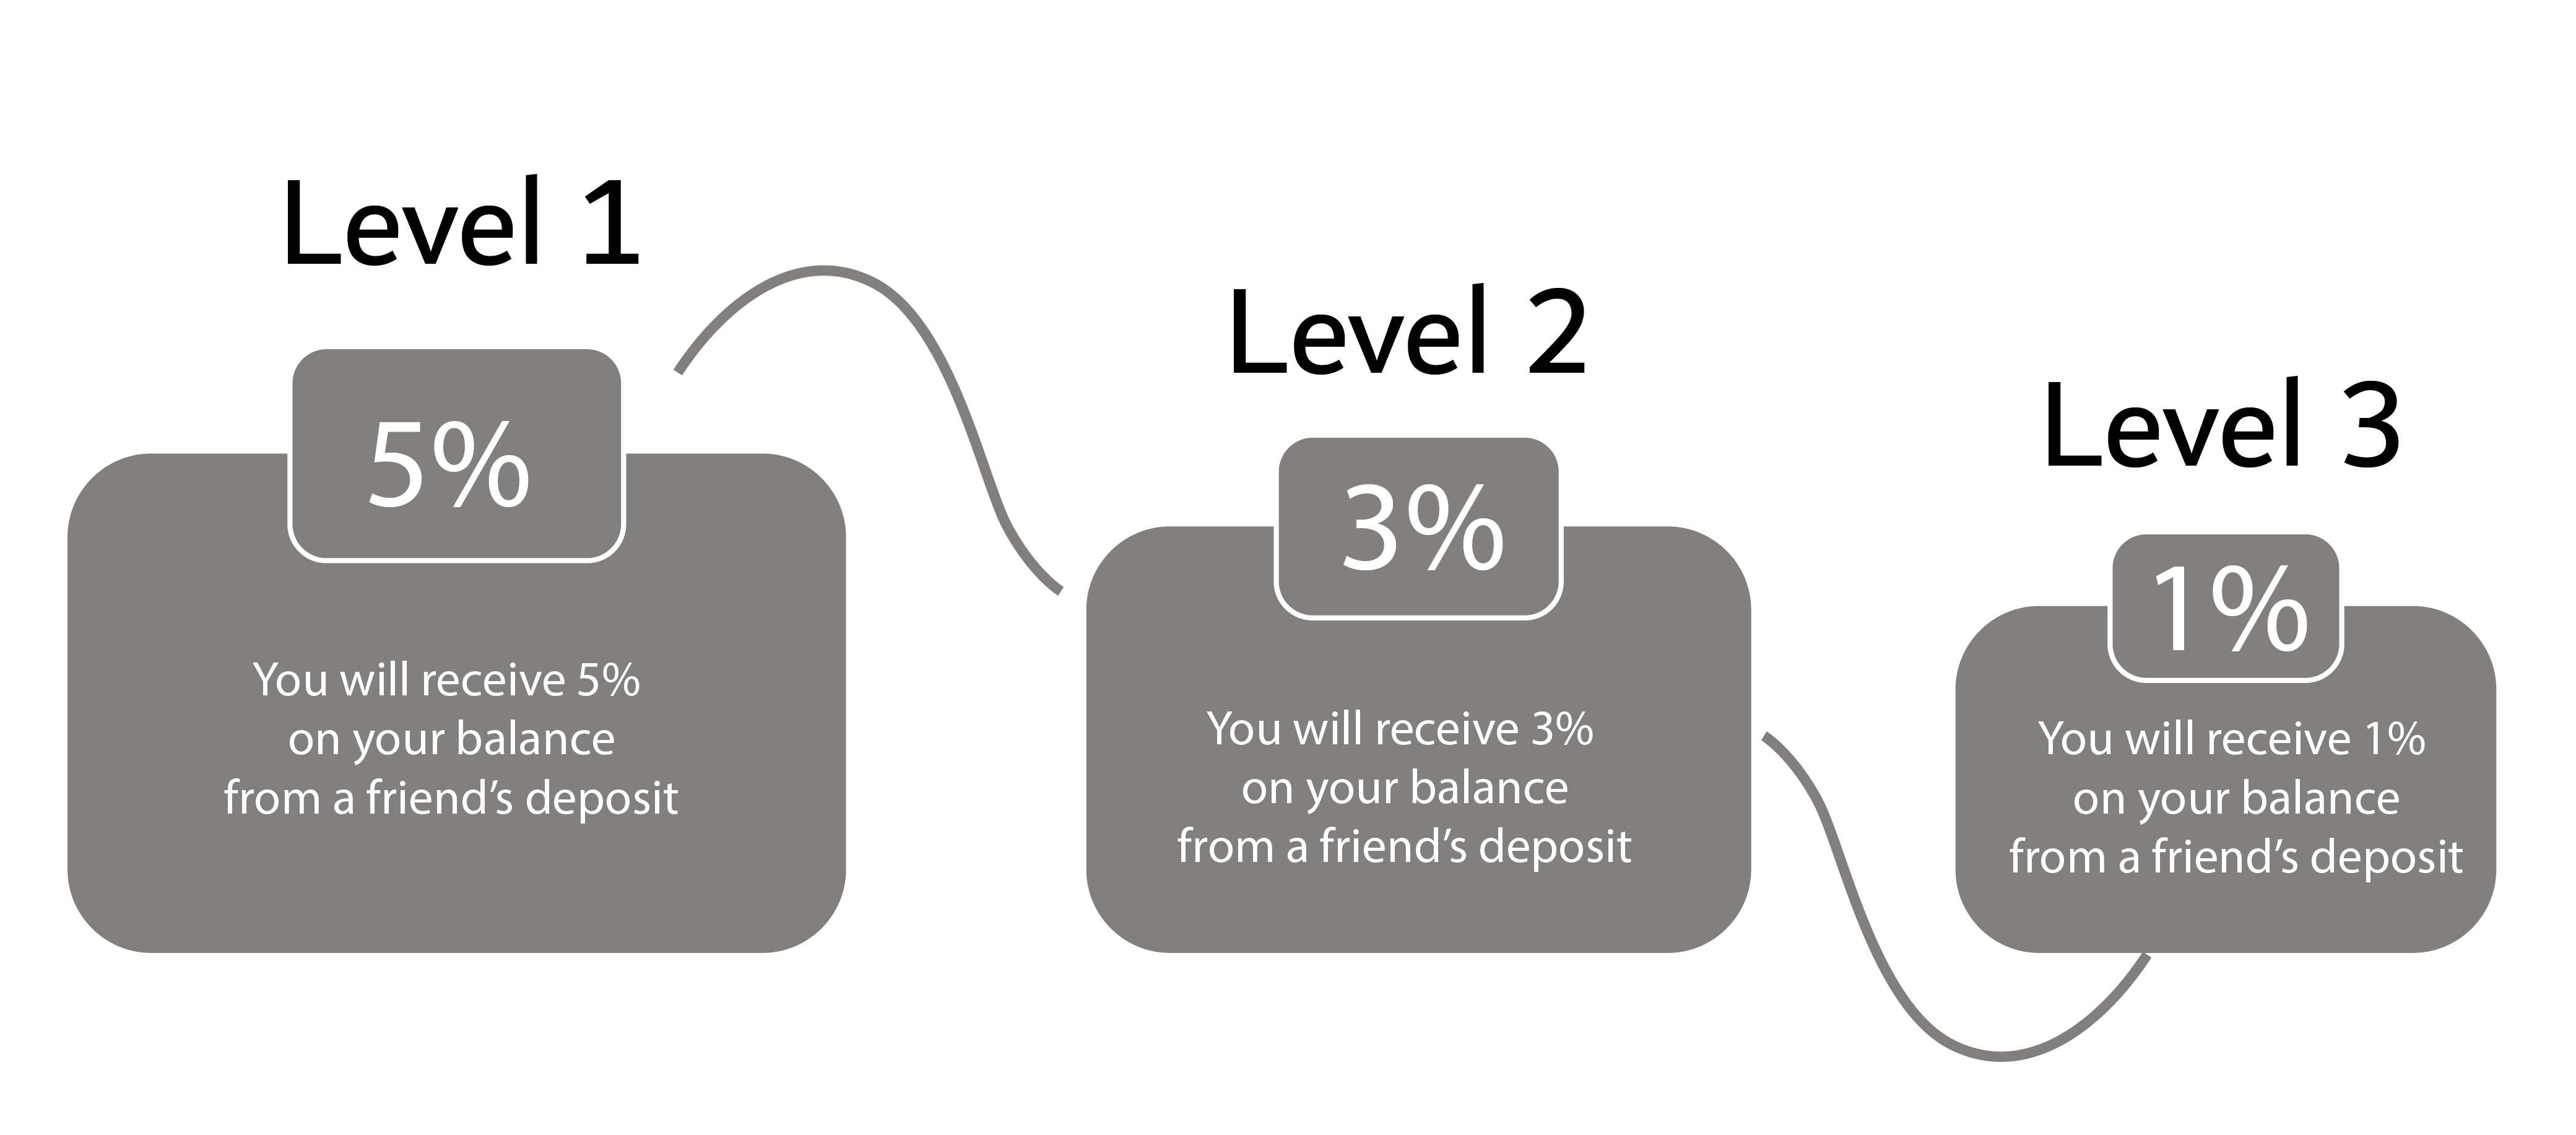 Level 1
5%
You will receive 5%
on your balance
from a friend’s deposit
Level 2
3%
You will receive 3%
on your balance
from a friend’s deposit
Level 3
1%
You will receive 1%
on your balance
from a friend’s deposit